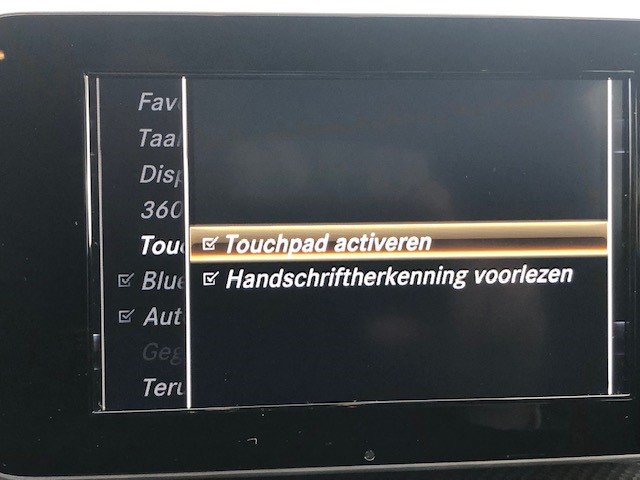 Fav
Taal
Disp
360
Touc
Touchpad activeren
Handschriftherkenning voorlezen
Blue
Aut
Geg
Teru